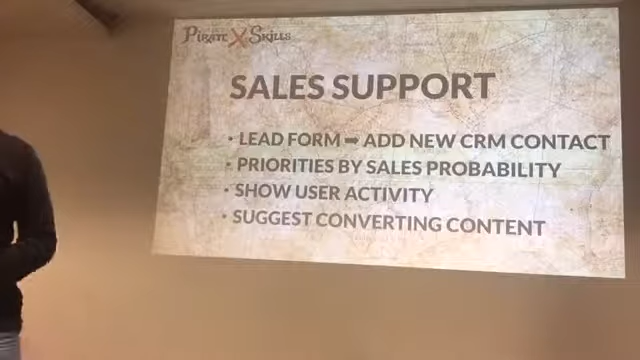 PIRATE X SKILLS
SALES SUPPORT
• LEAD FORM ➡ ADD NEW CRM CONTACT
• PRIORITIES BY SALES PROBABILITY
• SHOW USER ACTIVITY
• SUGGEST CONVERTING CONTENT